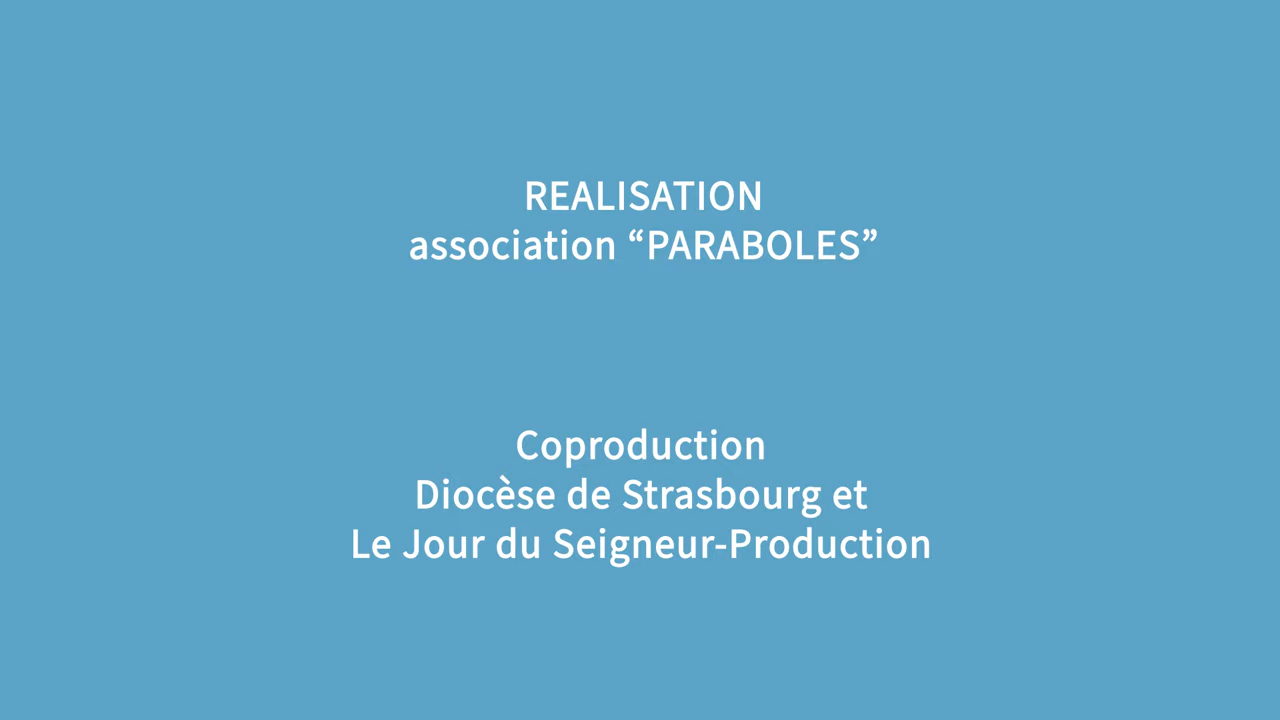 REALISATION
association “PARABOLES”
Coproduction
Diocèse de Strasbourg et
Le Jour du Seigneur-Production